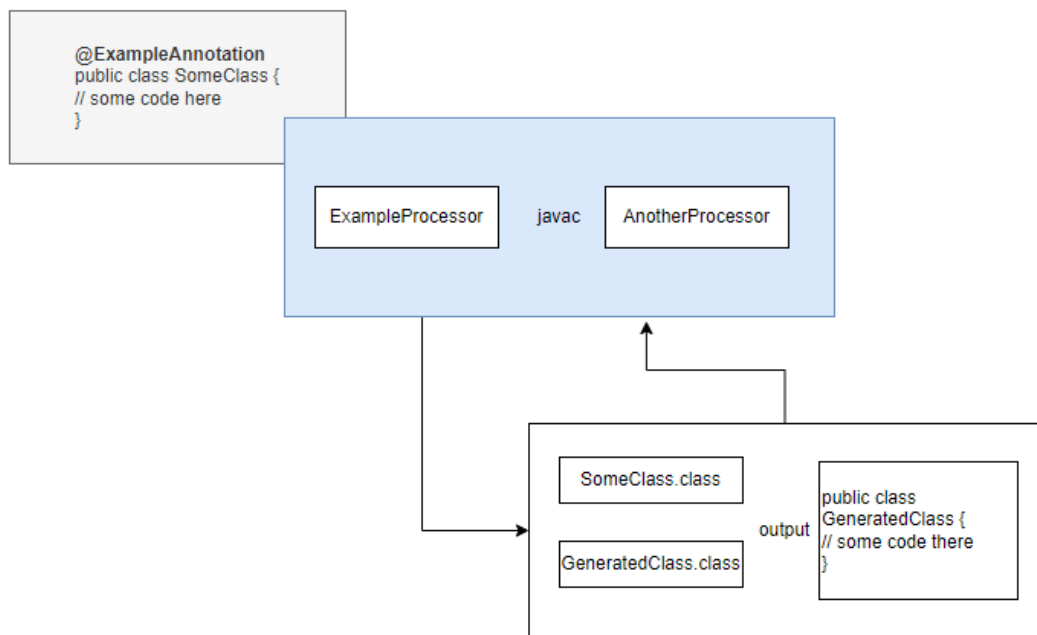 @ExampleAnnotation
public class SomeClass {
// some code here
}
ExampleProcessor
javac
AnotherProcessor
SomeClass.class
GeneratedClass.class
output
public class
GeneratedClass {
// some code there
}